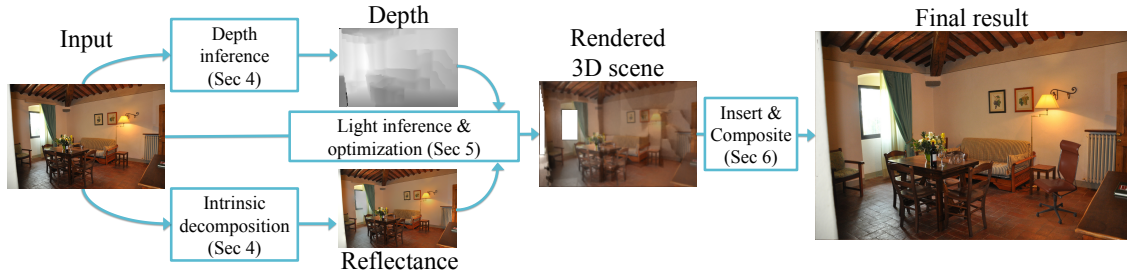 Input
Depth
inference
(Sec 4)
Depth
Light inference &
optimization (Sec 5)
Intrinsic
decomposition
(Sec 4)
Reflectance
Rendered
3D scene
Insert &
Composite
(Sec 6)
Final result